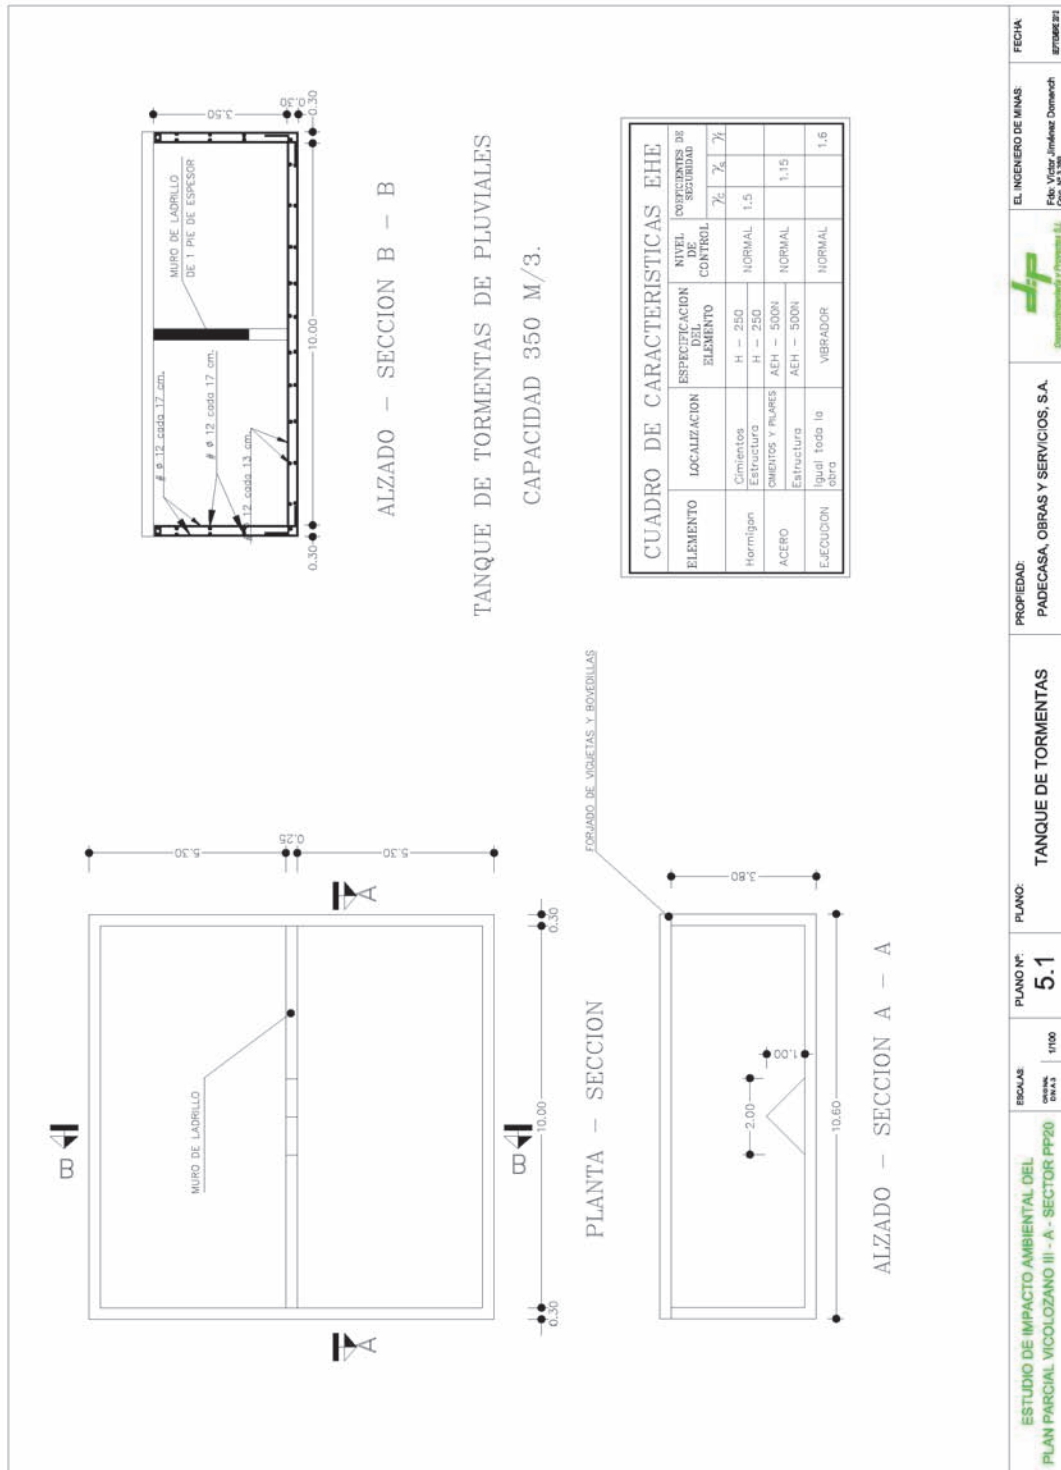 B
MURO DE LADRILLO
A
A
B
5.30
0.25
5.30
0.30
10.00
0.30
PLANTA - SECCION
FORJADO DE VIGUETAS Y BOVEDILLAS
2.00
1.00
3.80
10.60
ALZADO - SECCION A - A
# ø 12 cada 17 cm.
# ø 12 cada 17 cm.
12 cada 13 cm.
MURO DE LADRILLO
DE 1 PIE DE ESPESOR
3.50
0.30
0.30
10.00
0.30
ALZADO - SECCION B - B
TANQUE DE TORMENTAS DE PLUVIALES
CAPACIDAD 350 M/3.
CUADRO DE CARACTERISTICAS EHE
ELEMENTO LOCALIZACION ESPECIFICACION DEL ELEMENTO NIVEL DE CONTROL COEFICIENTES DE SEGURIDAD
γc γs γf
Hormigon Cimientos H - 250 NORMAL 1.5
Estructura H - 250
ACERO CIMIENTOS Y PILARES AEH - 500N NORMAL 1.15
Estructura AEH - 500N
EJECUCION Igual toda la obra VIBRADOR NORMAL 1.6
ESTUDIO DE IMPACTO AMBIENTAL DEL
PLAN PARCIAL VICOLOZANO III - A - SECTOR PP20
ESCALAS:
ORIGINAL
DIN A 3
1/100
PLANO Nº:
5.1
PLANO:
TANQUE DE TORMENTAS
PROPIEDAD:
PADECASA, OBRAS Y SERVICIOS, S.A.
dp
EL INGENIERO DE MINAS:
Fdo: Victor Jiménez Domench
FECHA: